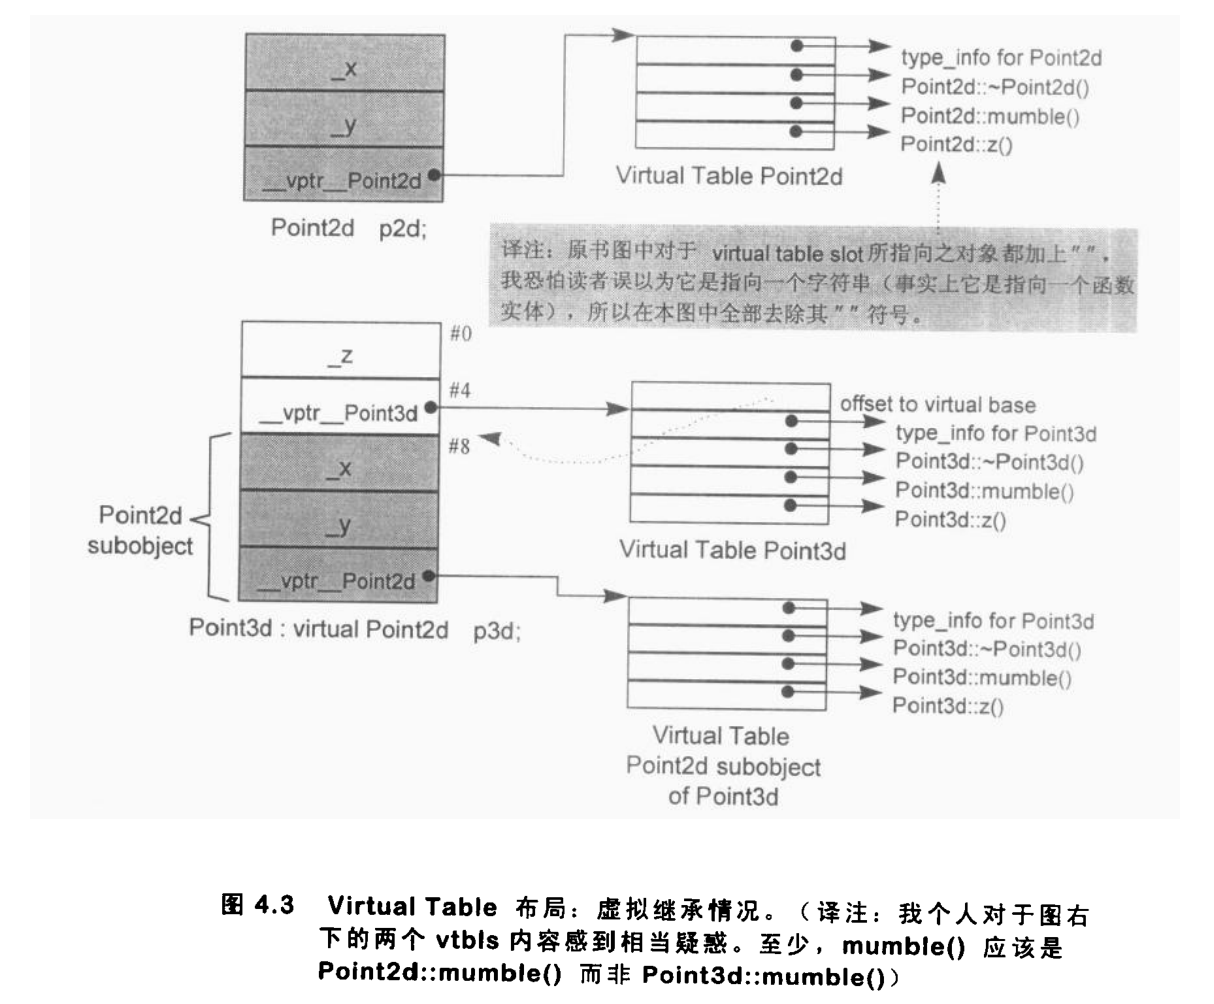 _x
_y
__vptr__Point2d
Point2d p2d;
type_info for Point2d
Point2d::~Point2d()
Point2d::mumble()
Point2d::z()
Virtual Table Point2d
译注：原书图中对于 virtual table slot所指向之对象都加上″″，
我恐怕读者误以为它是指向一个字符串（事实上它是指向一个函数
实体），所以在本图中全部去除其″″符号。
_z
#0
__vptr__Point3d
#4
#8
_x
_y
__vptr__Point2d
Point2d
subobject
Point3d : virtual Point2d p3d;
offset to virtual base
type_info for Point3d
Point3d::~Point3d()
Point3d::mumble()
Point3d::z()
Virtual Table Point3d
type_info for Point3d
Point3d::~Point3d()
Point3d::mumble()
Point3d::z()
Virtual Table
Point2d subobject
of Point3d
图 4.3 Virtual Table 布局：虚拟继承情况。（译注：我个人对于图右
下的两个 vtbls 内容感到相当疑惑。至少，mumble() 应该是
Point2d::mumble() 而非 Point3d::mumble()）